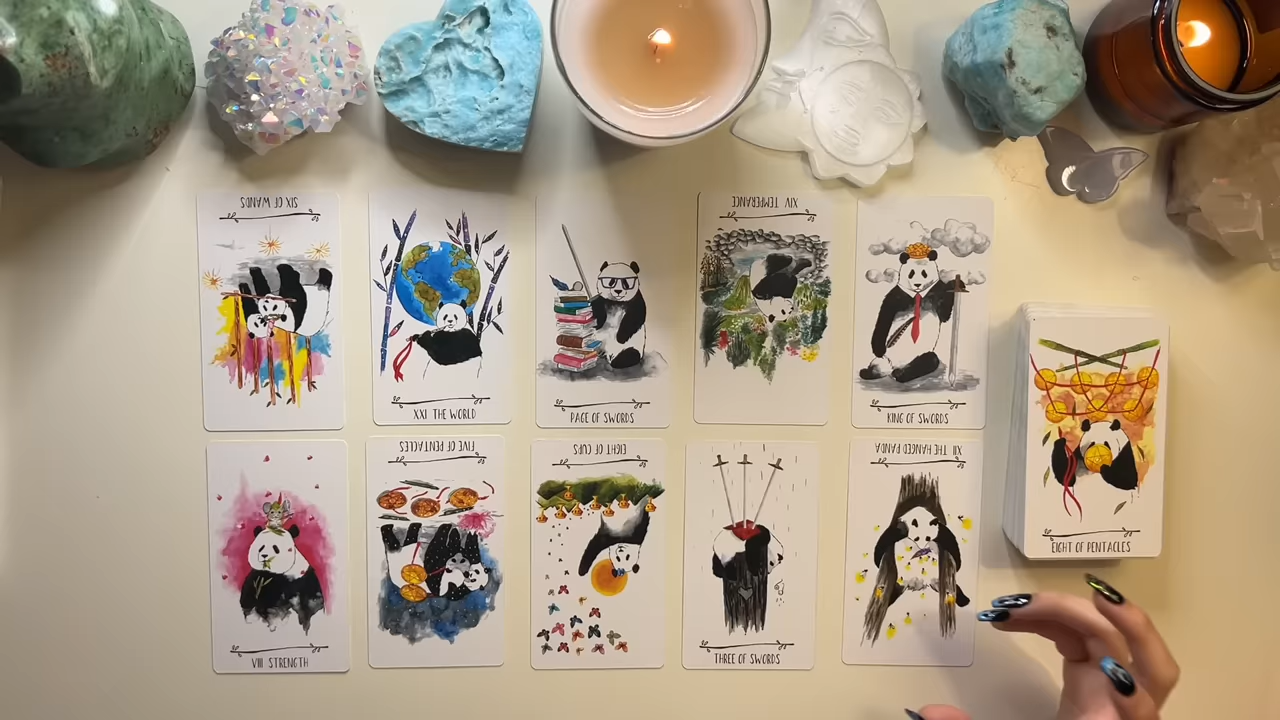 SIX OF WANDS
XXI THE WORLD
PAGE OF SWORDS
XIV TEMPERANCE
KING OF SWORDS
VIII STRENGTH
FIVE OF PENTACLES
EIGHT OF CUPS
THREE OF SWORDS
XII THE HANGED PANDA
EIGHT OF PENTACLES